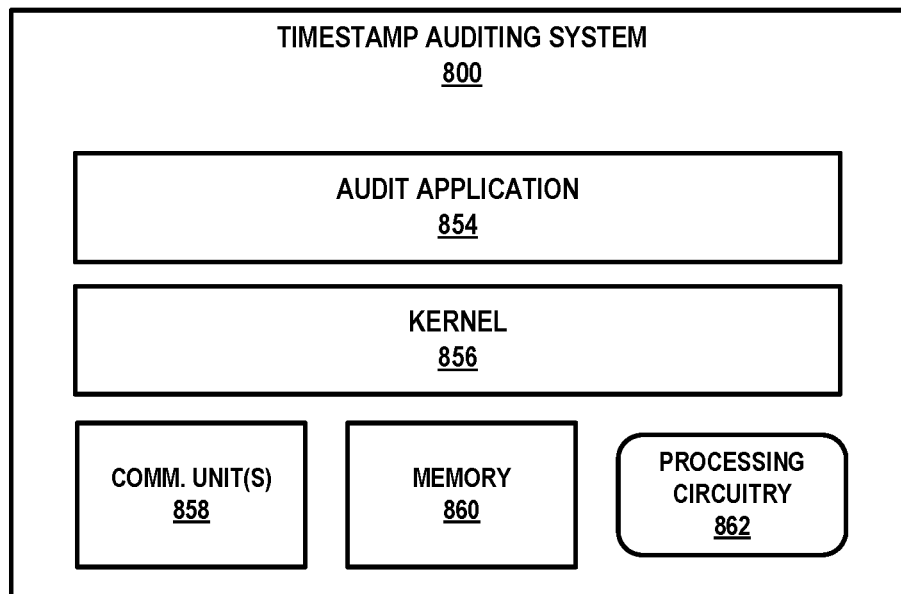 TIMESTAMP AUDITING SYSTEM
800
AUDIT APPLICATION
854
KERNEL
856
COMM. UNIT(S)
858
MEMORY
860
PROCESSING
CIRCUITRY
862